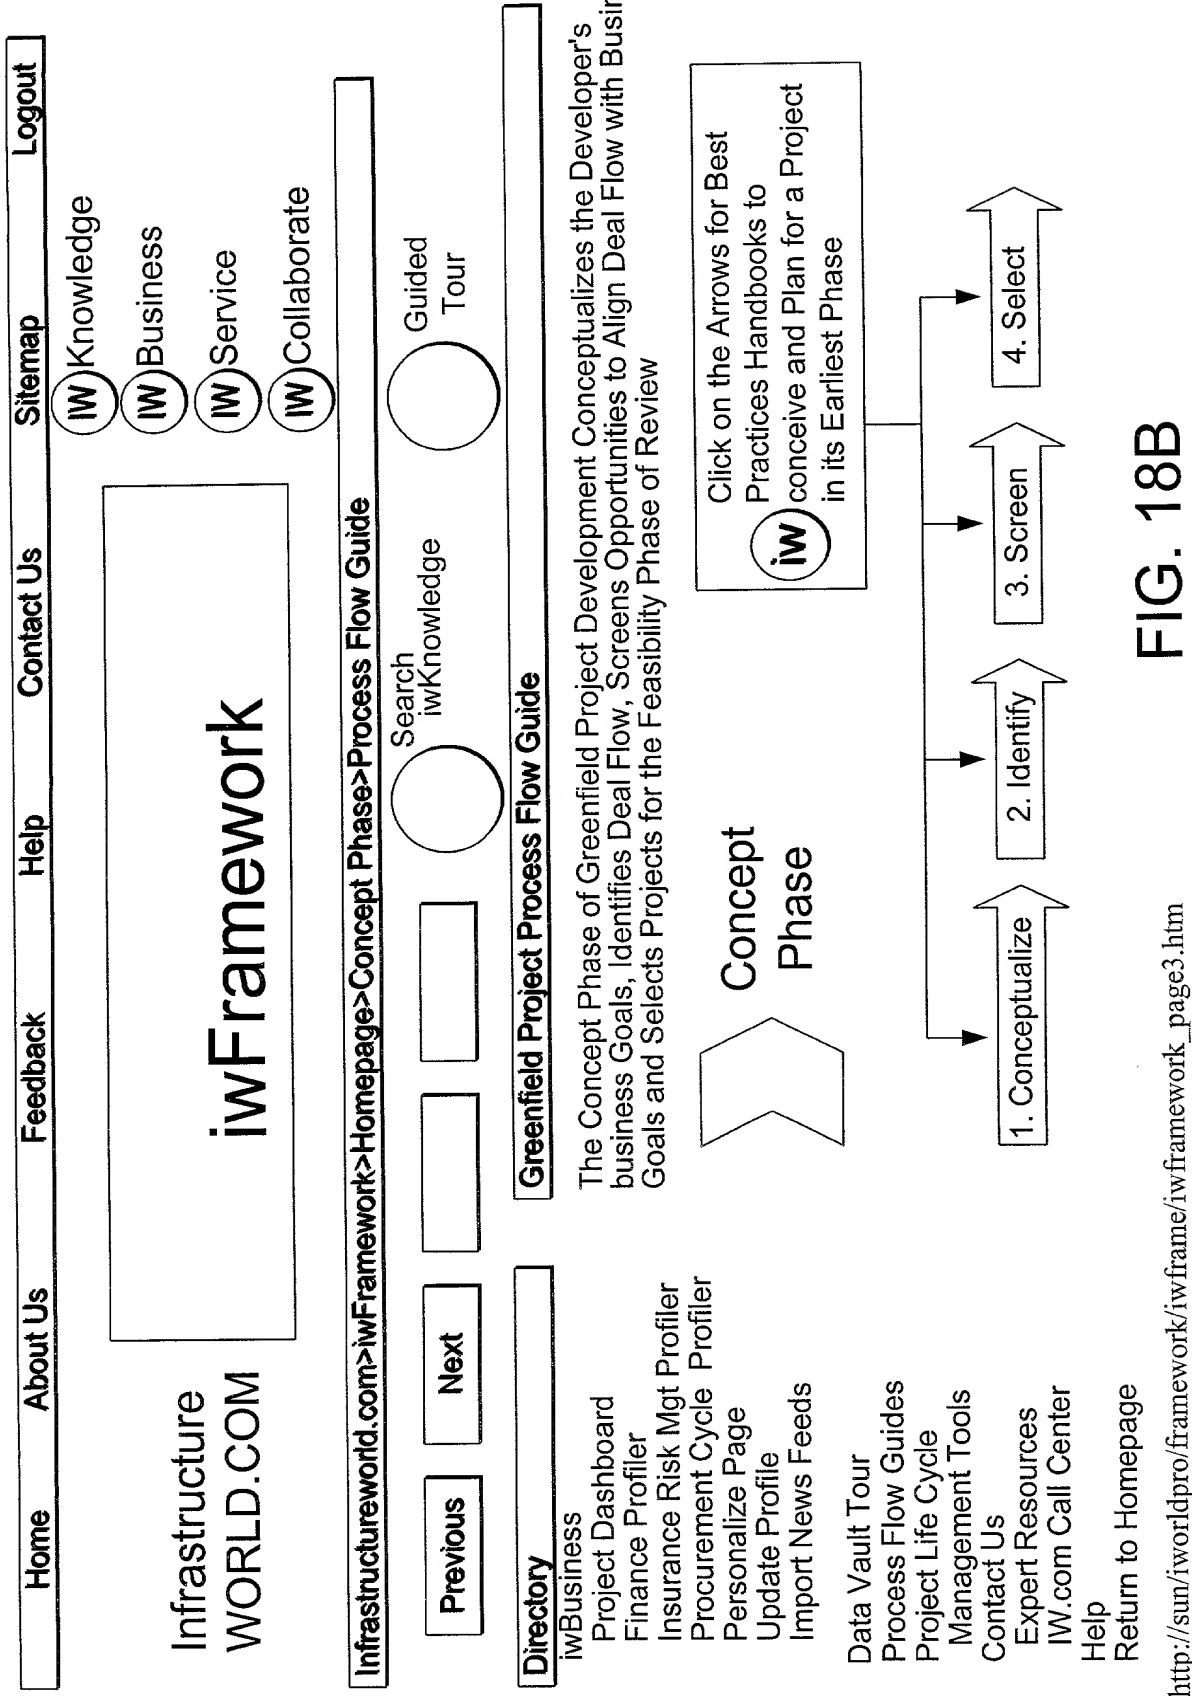 Home About Us Feedback Help Contact Us Sitemap Logout
Infrastructure
WORLD.COM
iwFramework
IW Knowledge
IW Business
IW Service
IW Collaborate
Infrastructureworld.com>iwFramework>Homepage>Concept Phase>Process Flow Guide
Previous Next
Search
iwKnowledge
Guided
Tour
Directory
iwBusiness
Project Dashboard
Finance Profiler
Insurance Risk Mgt Profiler
Procurement Cycle Profiler
Personalize Page
Update Profile
Import News Feeds
Data Vault Tour
Process Flow Guides
Project Life Cycle
Management Tools
Contact Us
Expert Resources
IW.com Call Center
Help
Return to Homepage
Greenfield Project Process Flow Guide
The Concept Phase of Greenfield Project Development Conceptualizes the Developer's
business Goals, Identifies Deal Flow, Screens Opportunities to Align Deal Flow with Busin
Goals and Selects Projects for the Feasibility Phase of Review
Concept
Phase
Click on the Arrows for Best
Practices Handbooks to
iw conceive and Plan for a Project
in its Earliest Phase
1. Conceptualize
2. Identify
3. Screen
4. Select
http://sun/iworldpro/framework/iwframe/iwframework_page3.htm
FIG. 18B